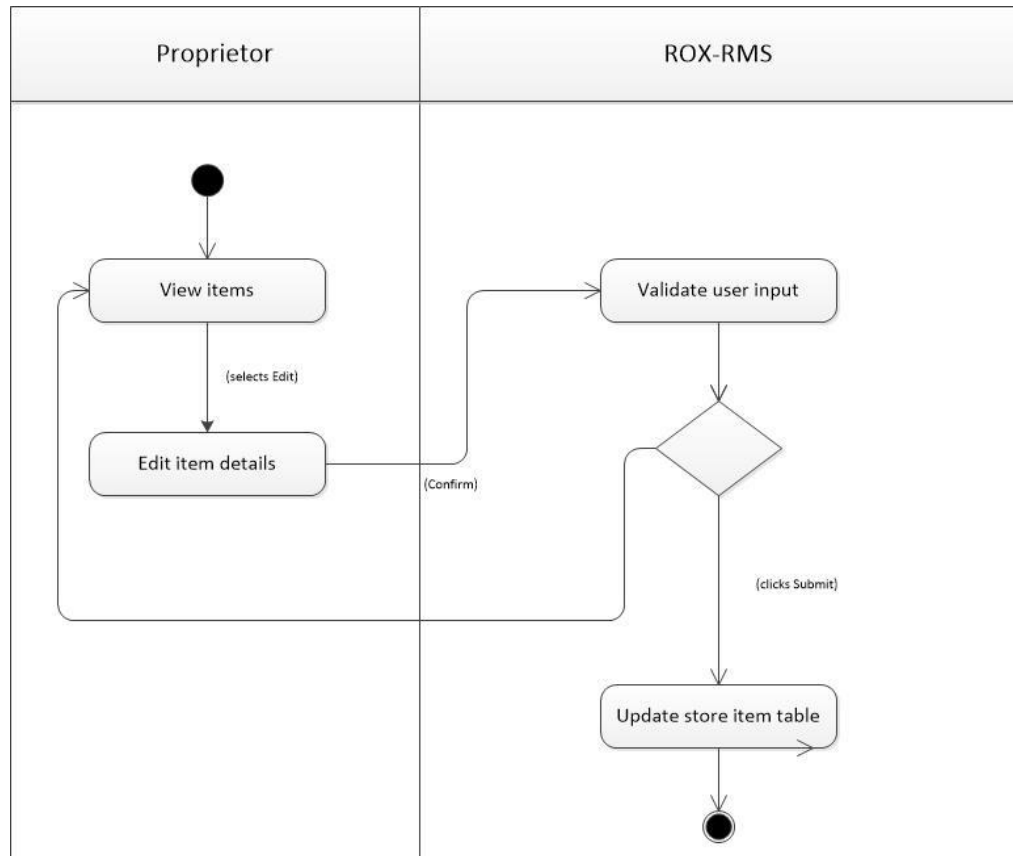 Proprietor
ROX-RMS
View items
Validate user input
(selects Edit)
Edit item details
(Confirm)
(clicks Submit)
Update store item table